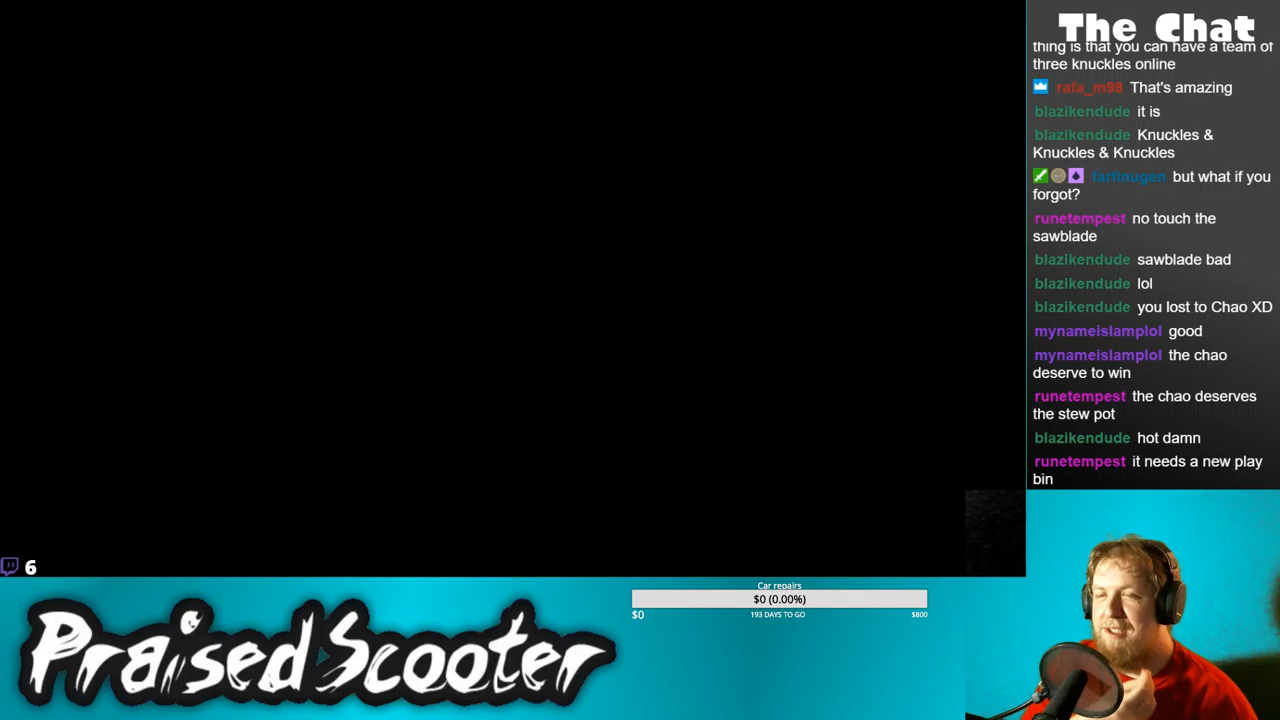 The Chat
thing is that you can have a team of
three knuckles online
rafa_m98 That's amazing
blazikendude it is
blazikendude Knuckles &
Knuckles & Knuckles
farfinugen but what if you
forgot?
runetempest no touch the
sawblade
blazikendude sawblade bad
blazikendude lol
blazikendude you lost to Chao XD
mynameislamplol good
mynameislamplol the chao
deserve to win
runetempest the chao deserves
the stew pot
blazikendude hot damn
runetempest it needs a new play
bin
6
Car repairs
$0 (0.00%)
$0 193 DAYS TO GO $800
PraisedScooter